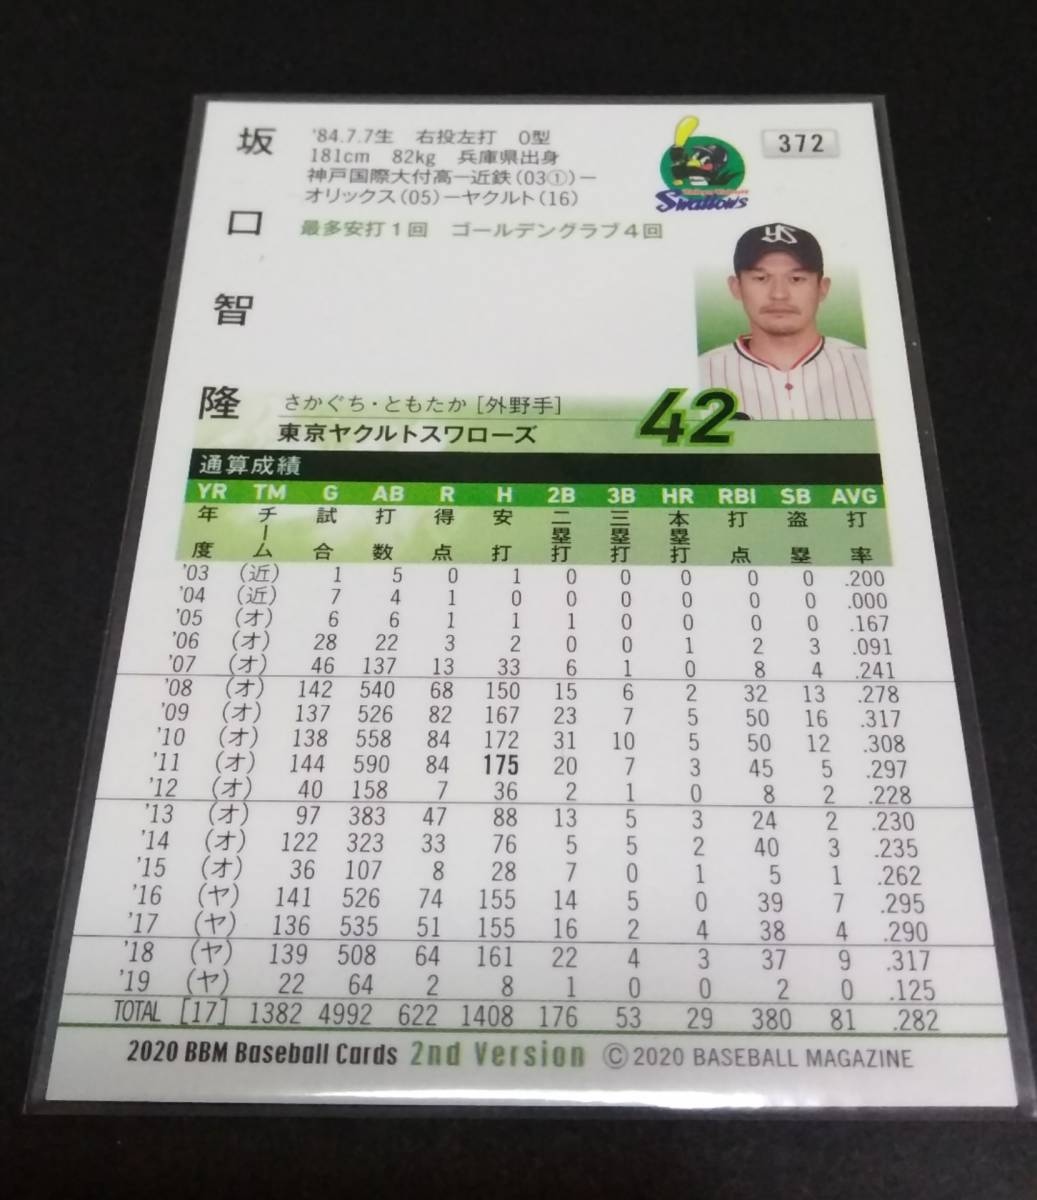 坂口智隆
'84.7.7生 右投左打 O型
181cm 82kg 兵庫県出身
神戸国際大付高ー近鉄(03①)ー
オリックス(05)ーヤクルト(16)
最多安打1回 ゴールデングラブ4回
Swallows
372
YS
さかぐち・ともたか[外野手]
東京ヤクルトスワローズ
42
通算成績
YR TM G AB R H 2B 3B HR RBI SB AVG
年度 チーム 試合 打数 得点 安打 二塁打 三塁打 本塁打 打点 盗塁 打率
'03 (近) 1 5 0 1 0 0 0 0 0 .200
'04 (近) 7 4 1 0 0 0 0 0 0 .000
'05 (オ) 6 6 1 1 1 0 0 0 0 .167
'06 (オ) 28 22 3 2 0 0 1 2 3 .091
'07 (オ) 46 137 13 33 6 1 0 8 4 .241
'08 (オ) 142 540 68 150 15 6 2 32 13 .278
'09 (オ) 137 526 82 167 23 7 5 50 16 .317
'10 (オ) 138 558 84 172 31 10 5 50 12 .308
'11 (オ) 144 590 84 175 20 7 3 45 5 .297
'12 (オ) 40 158 7 36 2 1 0 8 2 .228
'13 (オ) 97 383 47 88 13 5 3 24 2 .230
'14 (オ) 122 323 33 76 5 5 2 40 3 .235
'15 (オ) 36 107 8 28 7 0 1 5 1 .262
'16 (ヤ) 141 526 74 155 14 5 0 39 7 .295
'17 (ヤ) 136 535 51 155 16 2 4 38 4 .290
'18 (ヤ) 139 508 64 161 22 4 3 37 9 .317
'19 (ヤ) 22 64 2 8 1 0 0 2 0 .125
TOTAL [17] 1382 4992 622 1408 176 53 29 380 81 .282
2020 BBM Baseball Cards 2nd Version © 2020 BASEBALL MAGAZINE